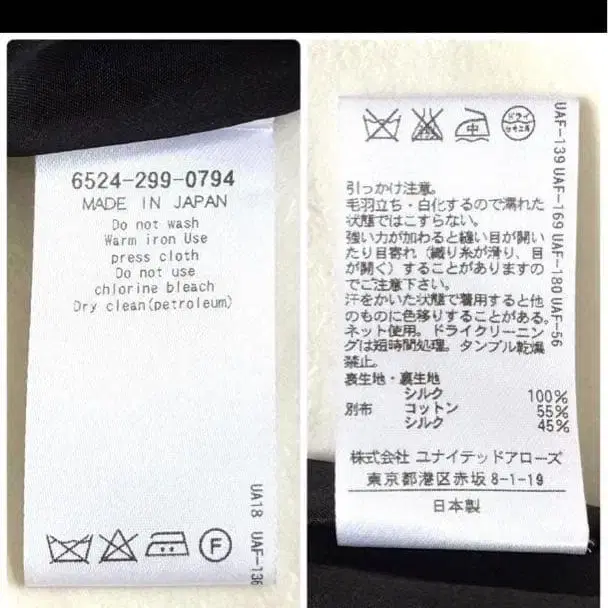 6524-299-0794
MADE IN JAPAN
Do not wash
Warm iron Use
press cloth
Do not use
chlorine bleach
Dry clean(petroleum)
UA18 UAF-136
F
中
ドライ
セキユ系
引っかけ注意。
毛羽立ち・白化するので濡れた
状態ではこすらない。
強い力が加わると縫い目が開い
たり目寄れ(織り糸が滑り、目
が開く)することがありますの
でご注意下さい。
汗をかいた状態で着用すると他
のものに色移りすることがある。
ネット使用。ドライクリーニン
グは短時間処理。タンブル乾燥
禁止。
表生地・裏生地
シルク 100%
別布 コットン 55%
シルク 45%
株式会社 ユナイテッドアローズ
東京都港区赤坂 8-1-19
日本製
UAF-139 UAF-169 UAF-180 UAF-56